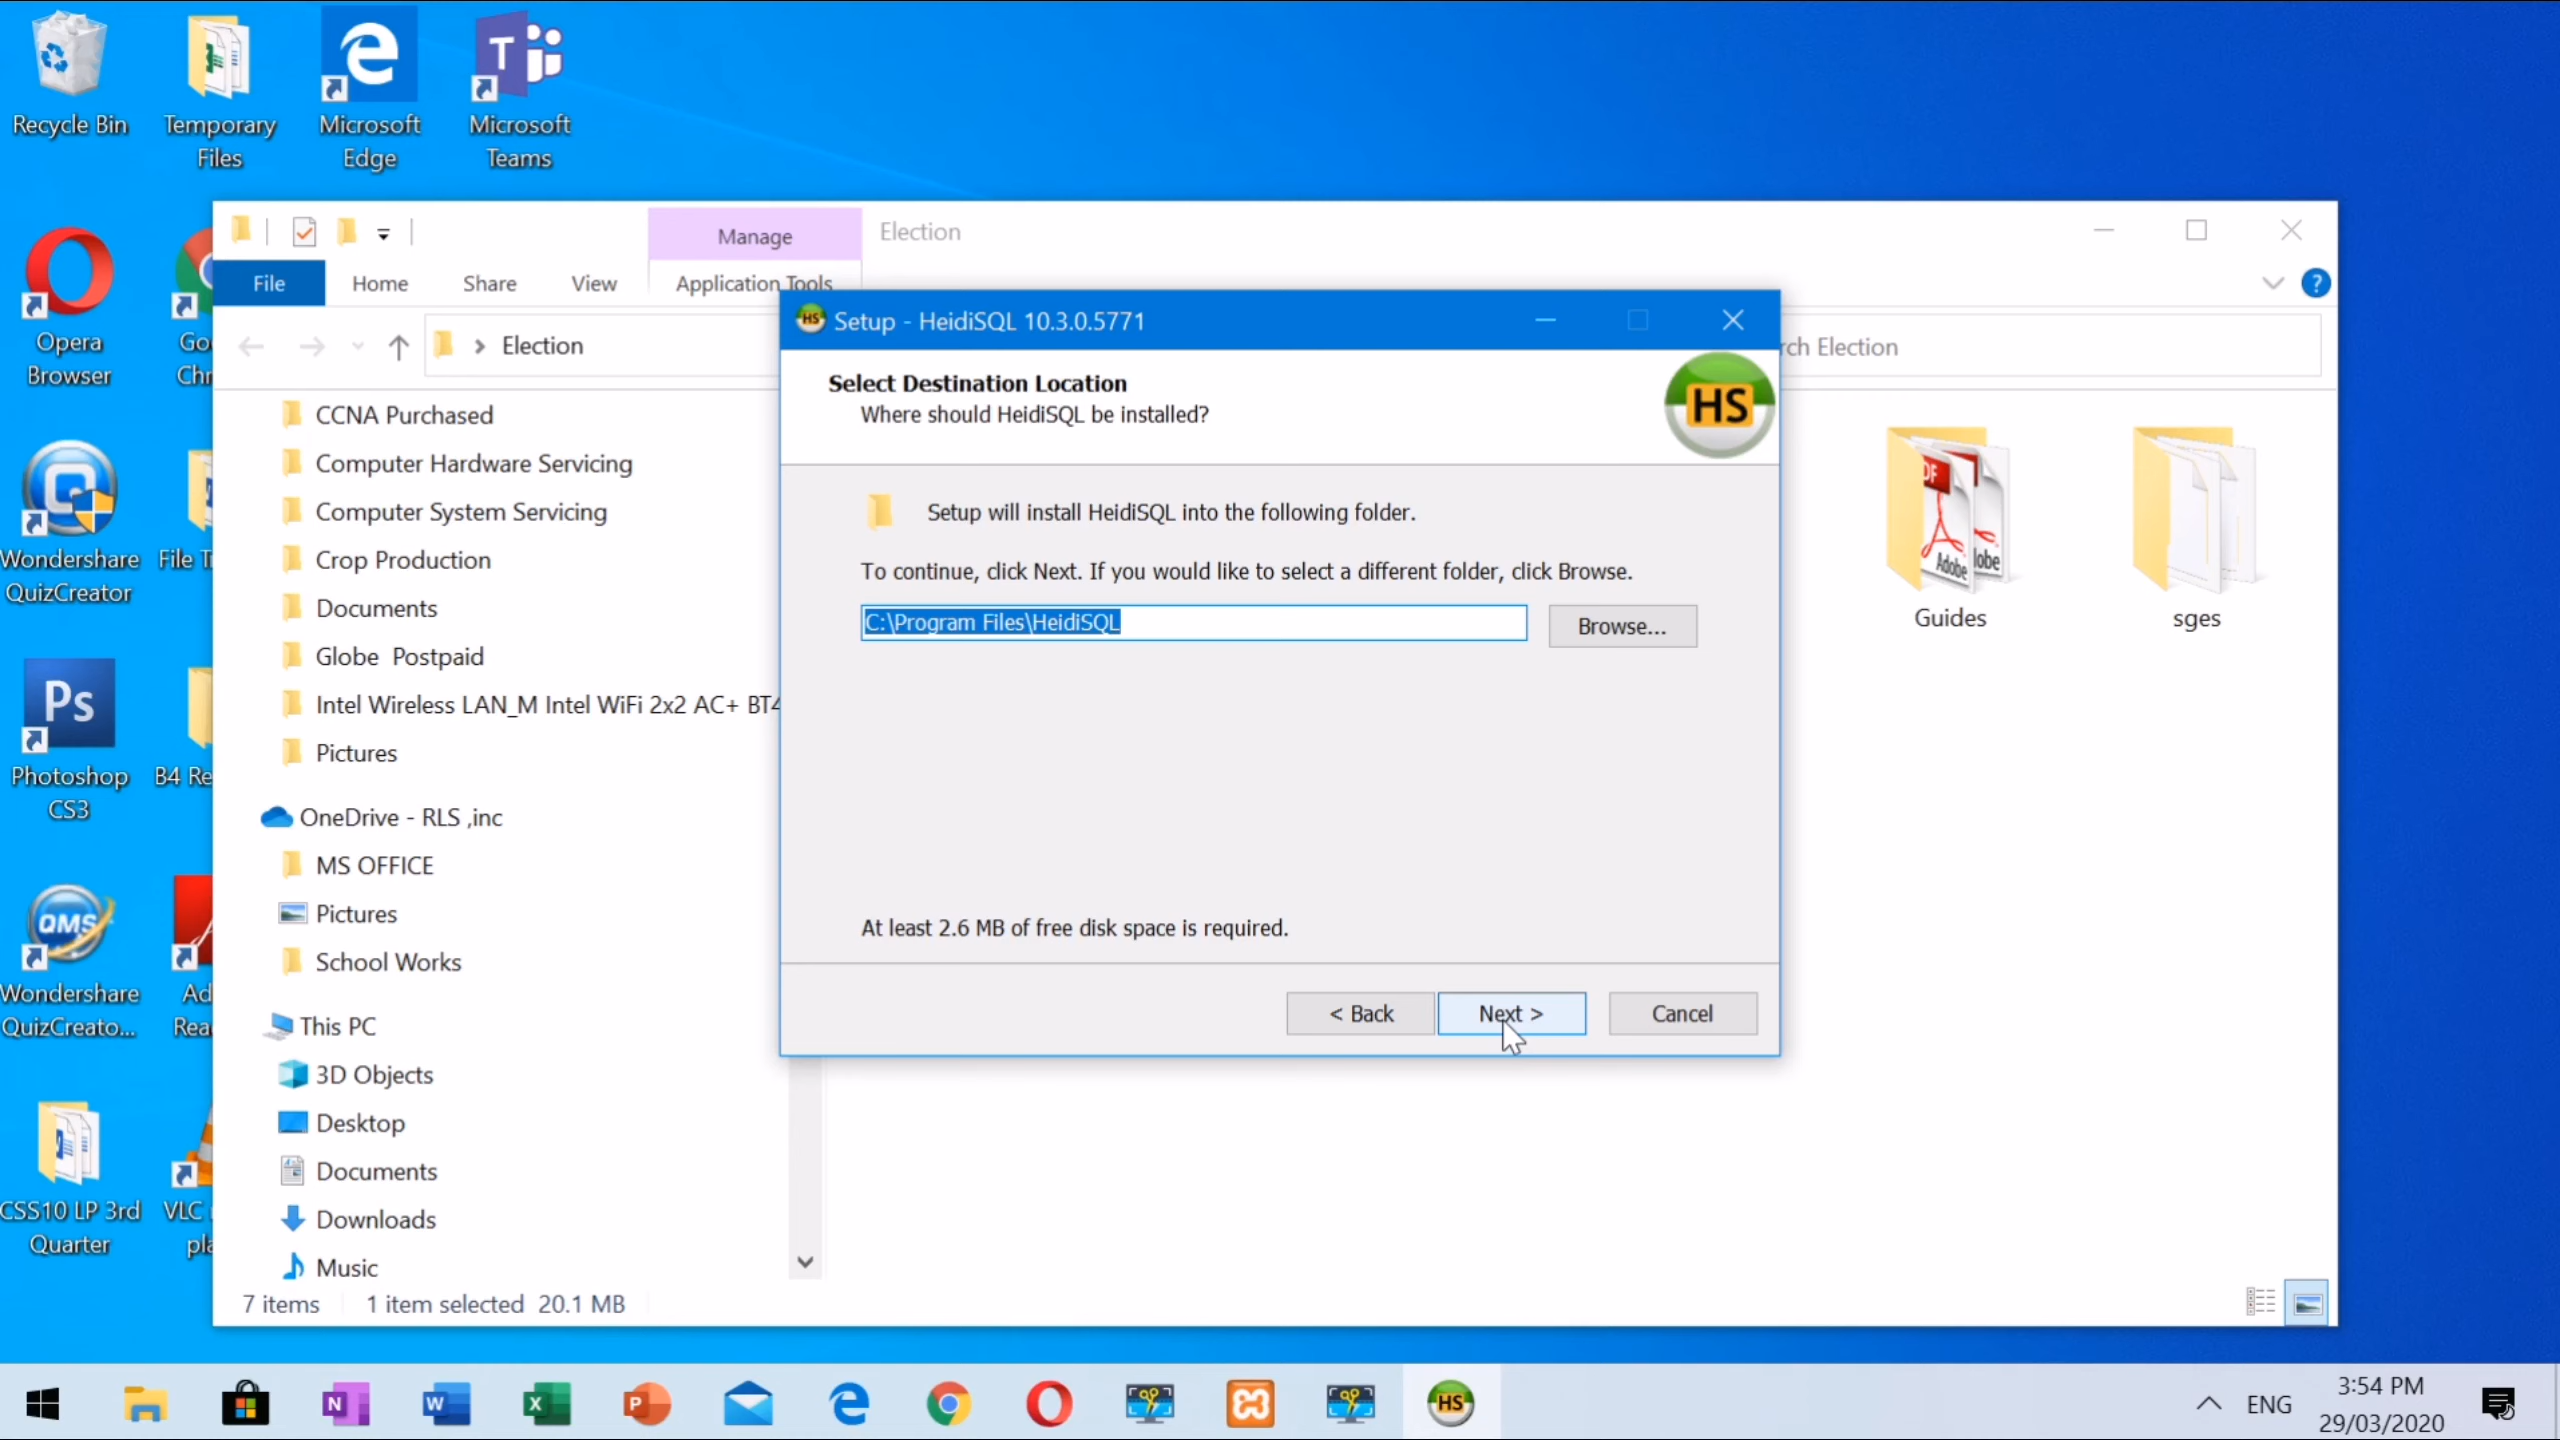 Recycle Bin
Temporary
Files
Microsoft
Edge
Microsoft
Teams
Opera
Browser
Wondershare
QuizCreator
Ps
Photoshop
CS3
QMS
Wondershare
QuizCreato...
CSS10 LP 3rd
Quarter
Goo
Chr
File T
B4 Re
Ad
Rea
VLC
pla
Manage
Election
File
Home
Share
View
Application Tools
Election
rch Election
CCNA Purchased
Computer Hardware Servicing
Computer System Servicing
Crop Production
Documents
Globe Postpaid
Intel Wireless LAN_M Intel WiFi 2x2 AC+ BT4
Pictures
OneDrive - RLS ,inc
MS OFFICE
Pictures
School Works
This PC
3D Objects
Desktop
Documents
Downloads
Music
7 items
1 item selected 20.1 MB
Guides
sges
Adobe
HS
Setup - HeidiSQL 10.3.0.5771
Select Destination Location
Where should HeidiSQL be installed?
HS
Setup will install HeidiSQL into the following folder.
To continue, click Next. If you would like to select a different folder, click Browse.
C:\Program Files\HeidiSQL
Browse...
At least 2.6 MB of free disk space is required.
< Back
Next >
Cancel
HS
ENG
3:54 PM
29/03/2020